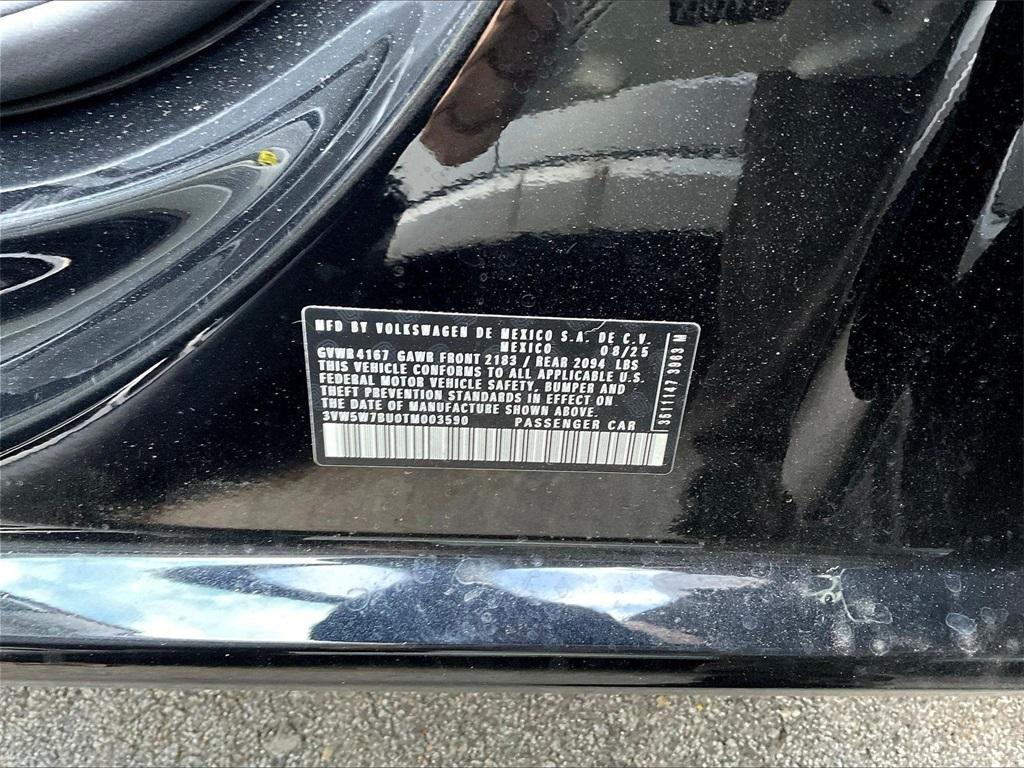 MFD BY VOLKSWAGEN DE MEXICO S.A. DE C.V.
MEXICO 08/25
GVWR 4167 GAWR FRONT 2183 / REAR 2094 LBS
THIS VEHICLE CONFORMS TO ALL APPLICABLE U.S.
FEDERAL MOTOR VEHICLE SAFETY, BUMPER AND
THEFT PREVENTION STANDARDS IN EFFECT ON
THE DATE OF MANUFACTURE SHOWN ABOVE.
3VW5W7BU0TM003590 PASSENGER CAR
3611147 3983 M